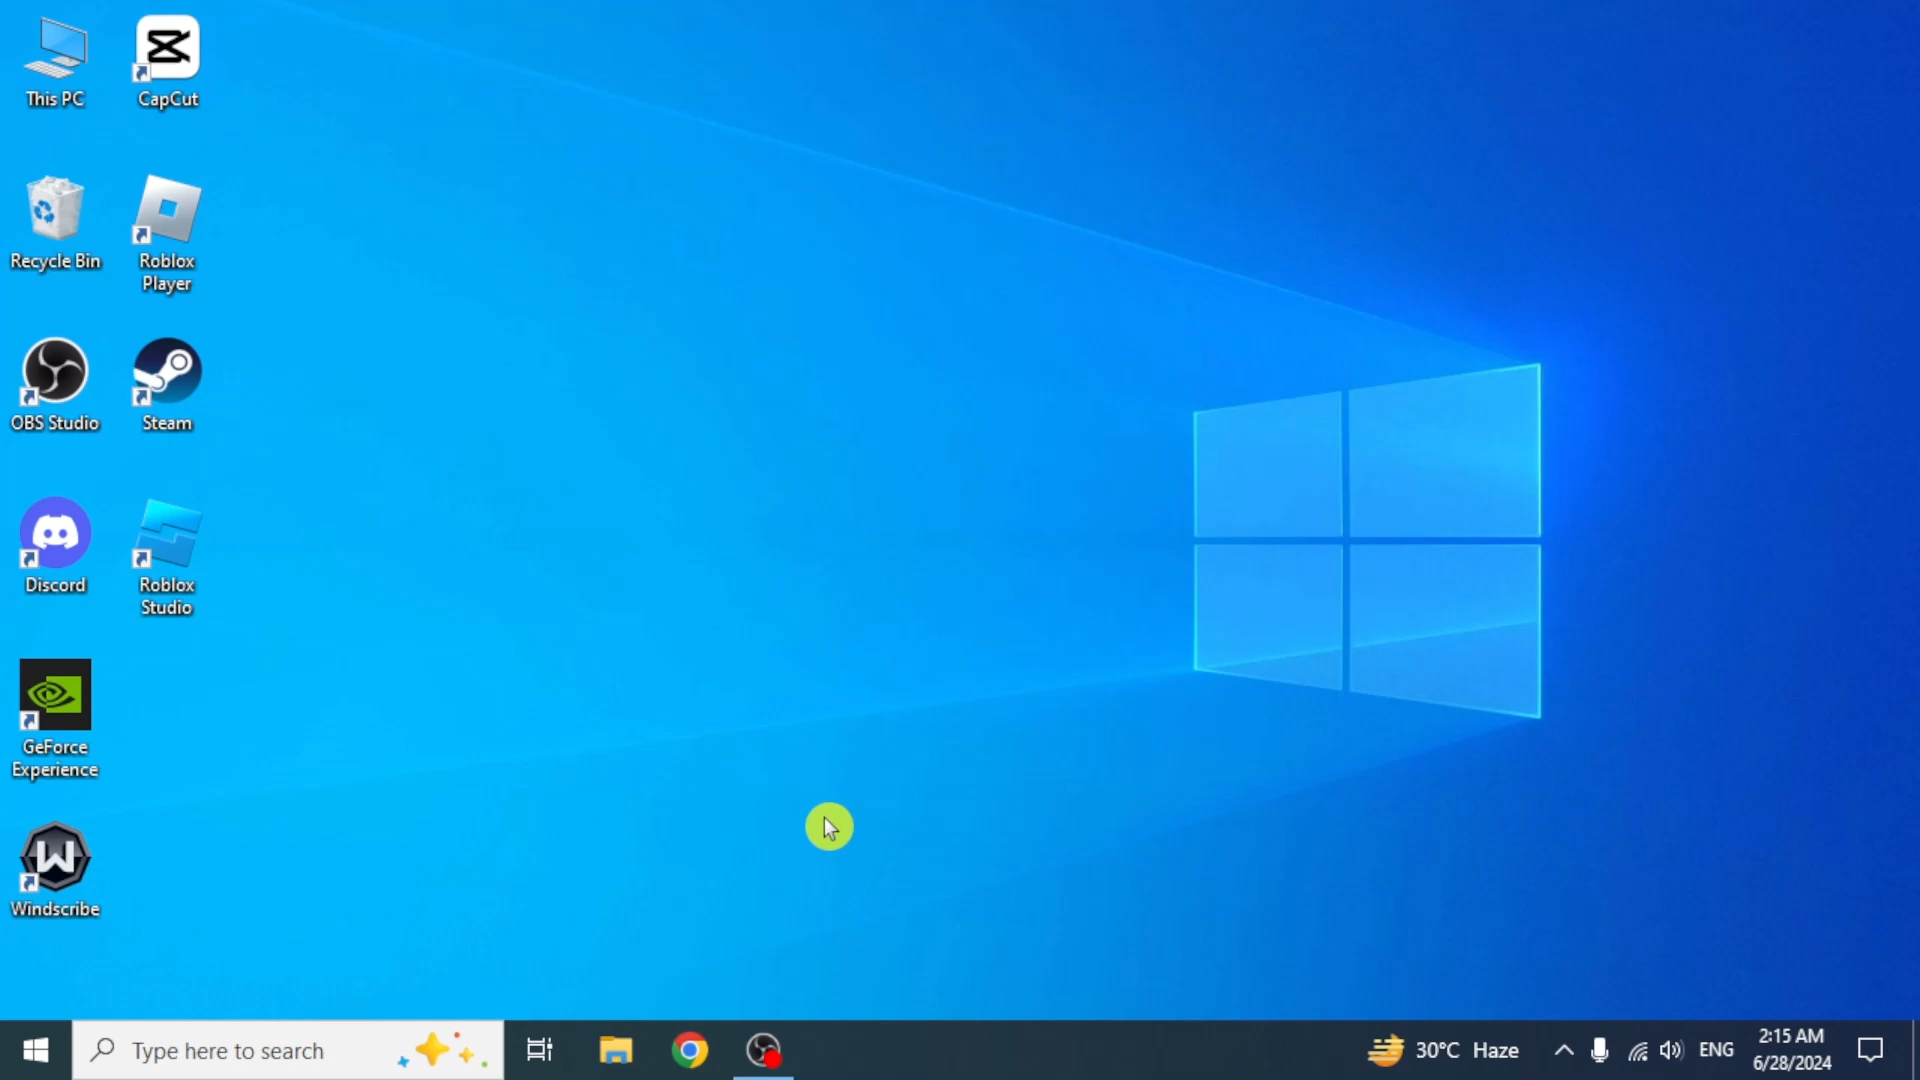 This PC
CapCut
Recycle Bin
Roblox
Player
OBS Studio
Steam
Discord
Roblox
Studio
GeForce
Experience
Windscribe
Type here to search
30°C Haze
ENG
2:15 AM
6/28/2024